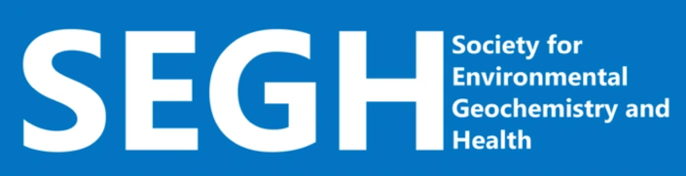 SEGH
Society for
Environmental
Geochemistry and
Health